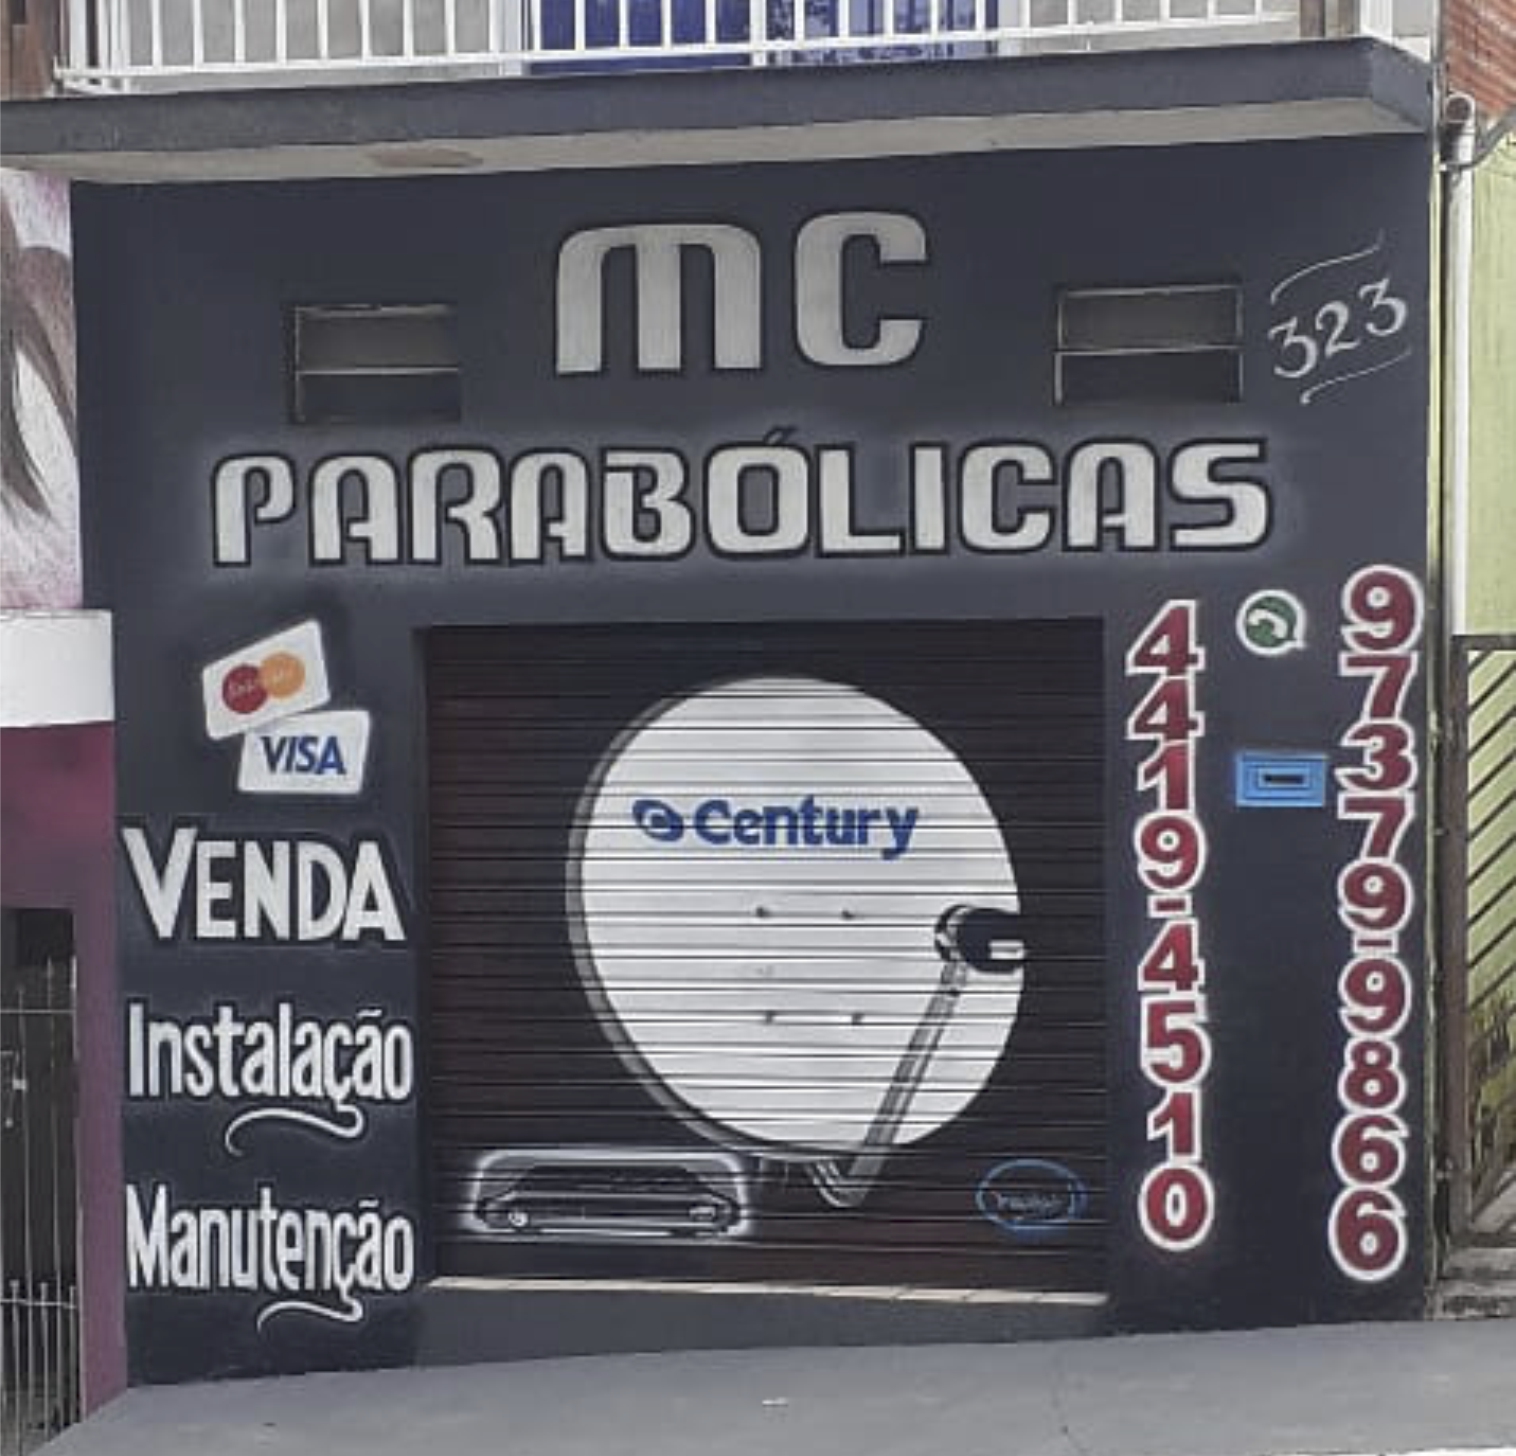 MC
323
PARABÓLICAS
VISA
VENDA
Instalação
Manutenção
Century
4419-4510
97379-9866